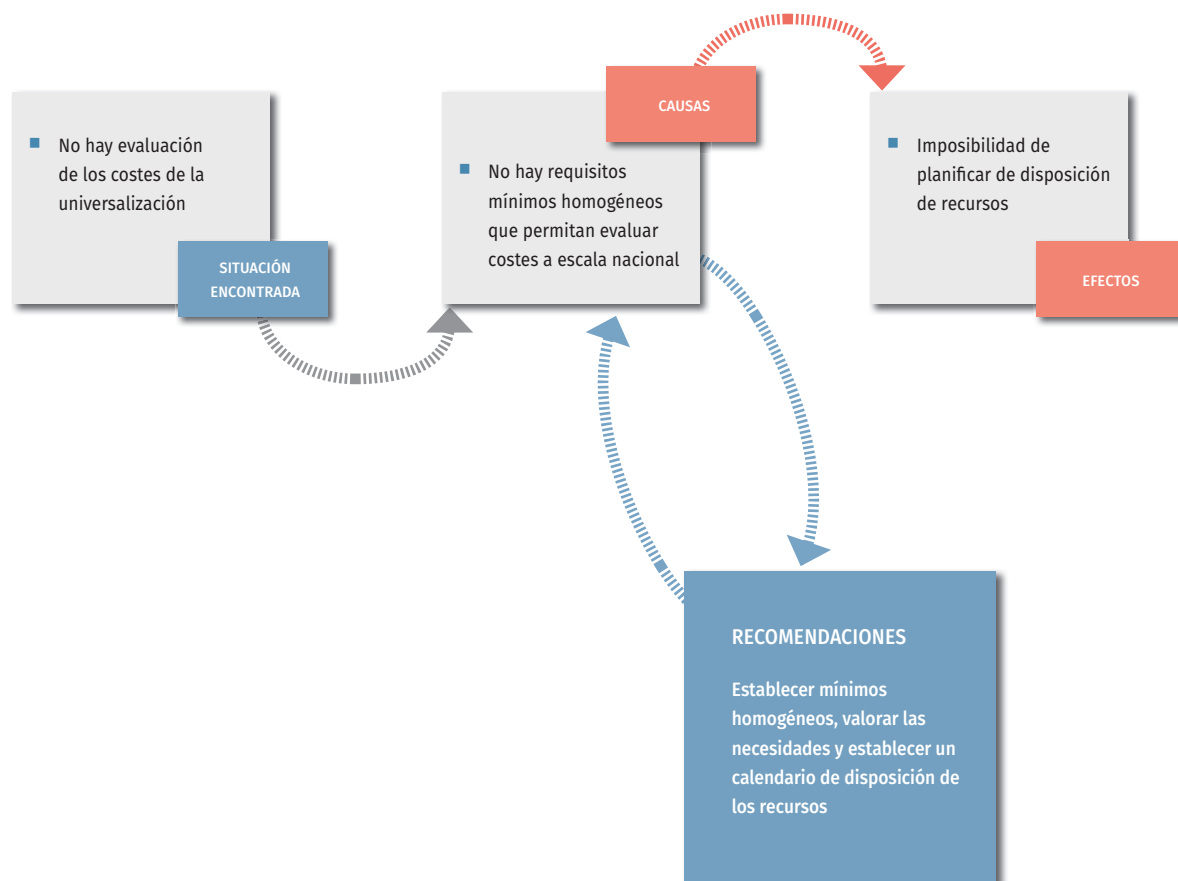 No hay evaluación
de los costes de la
universalización
SITUACIÓN
ENCONTRADA
CAUSAS
No hay requisitos
mínimos homogéneos
que permitan evaluar
costes a escala nacional
Imposibilidad de
planificar de disposición
de recursos
EFECTOS
RECOMENDACIONES
Establecer mínimos
homogéneos, valorar las
necesidades y establecer un
calendario de disposición de
los recursos